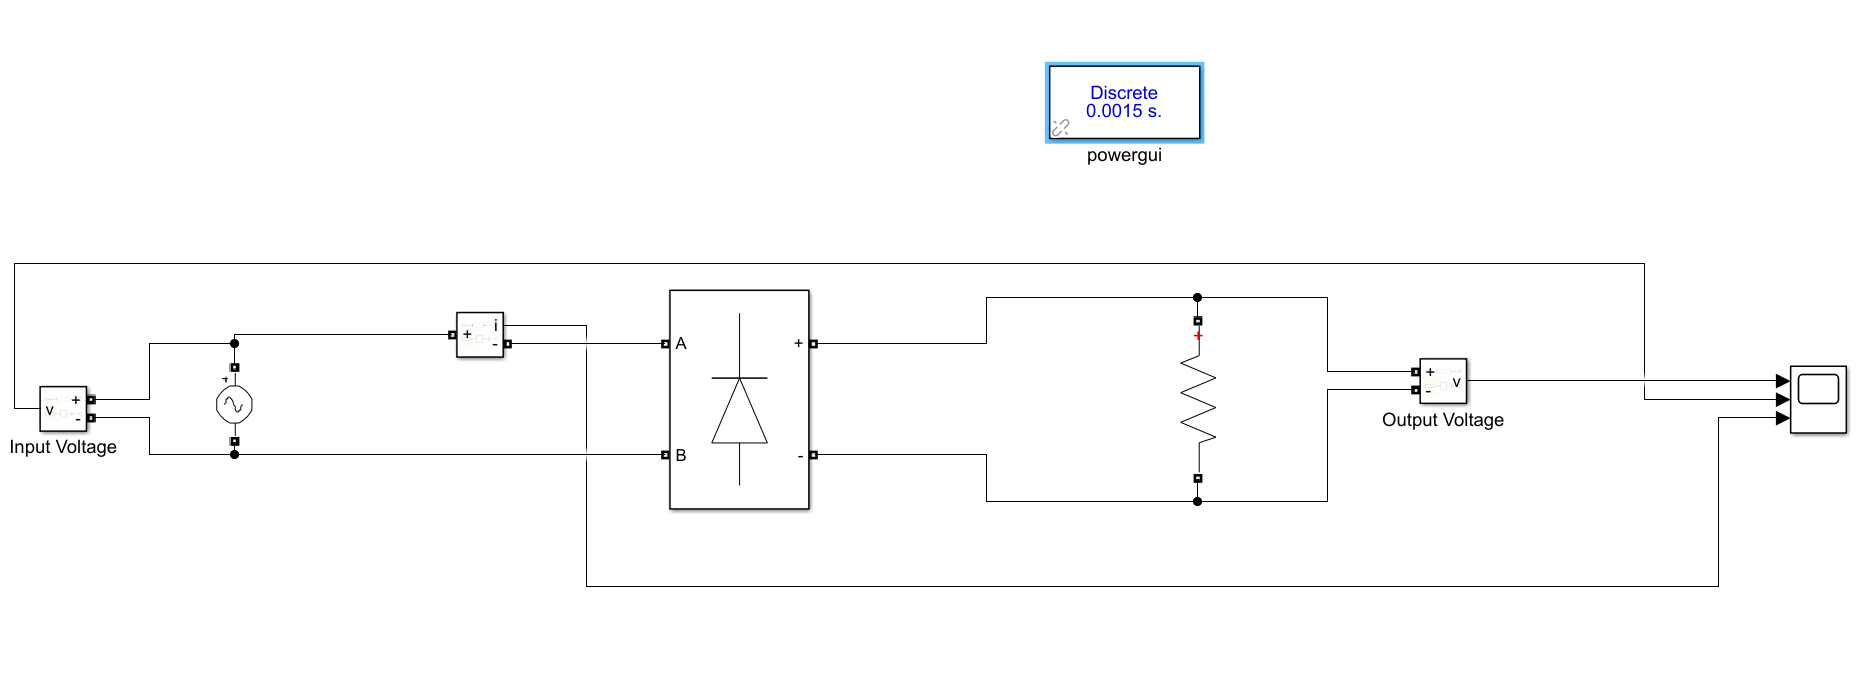 Discrete
0.0015 s.
powergui
i
+
-
A
+
+
v
+
-
Input Voltage
+
+
-
v
Output Voltage
B
-